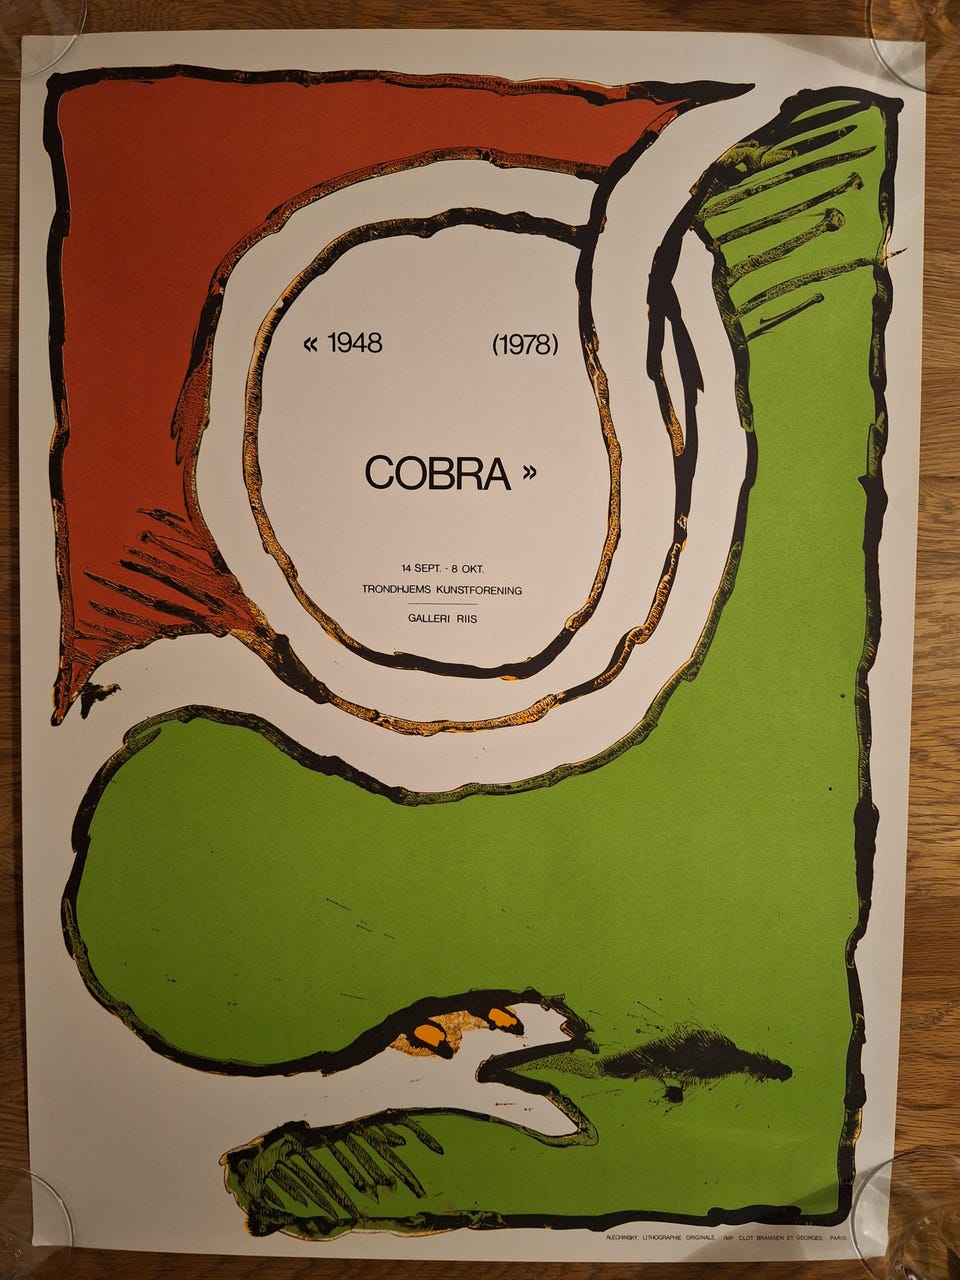 « 1948 (1978)
COBRA »
14 SEPT. - 8 OKT.
TRONDHJEMS KUNSTFORENING
GALLERI RIIS
ALECHINSKY. LITHOGRAPHIE ORIGINALE. IMP. CLOT BRAMSEN ET GEORGES. PARIS